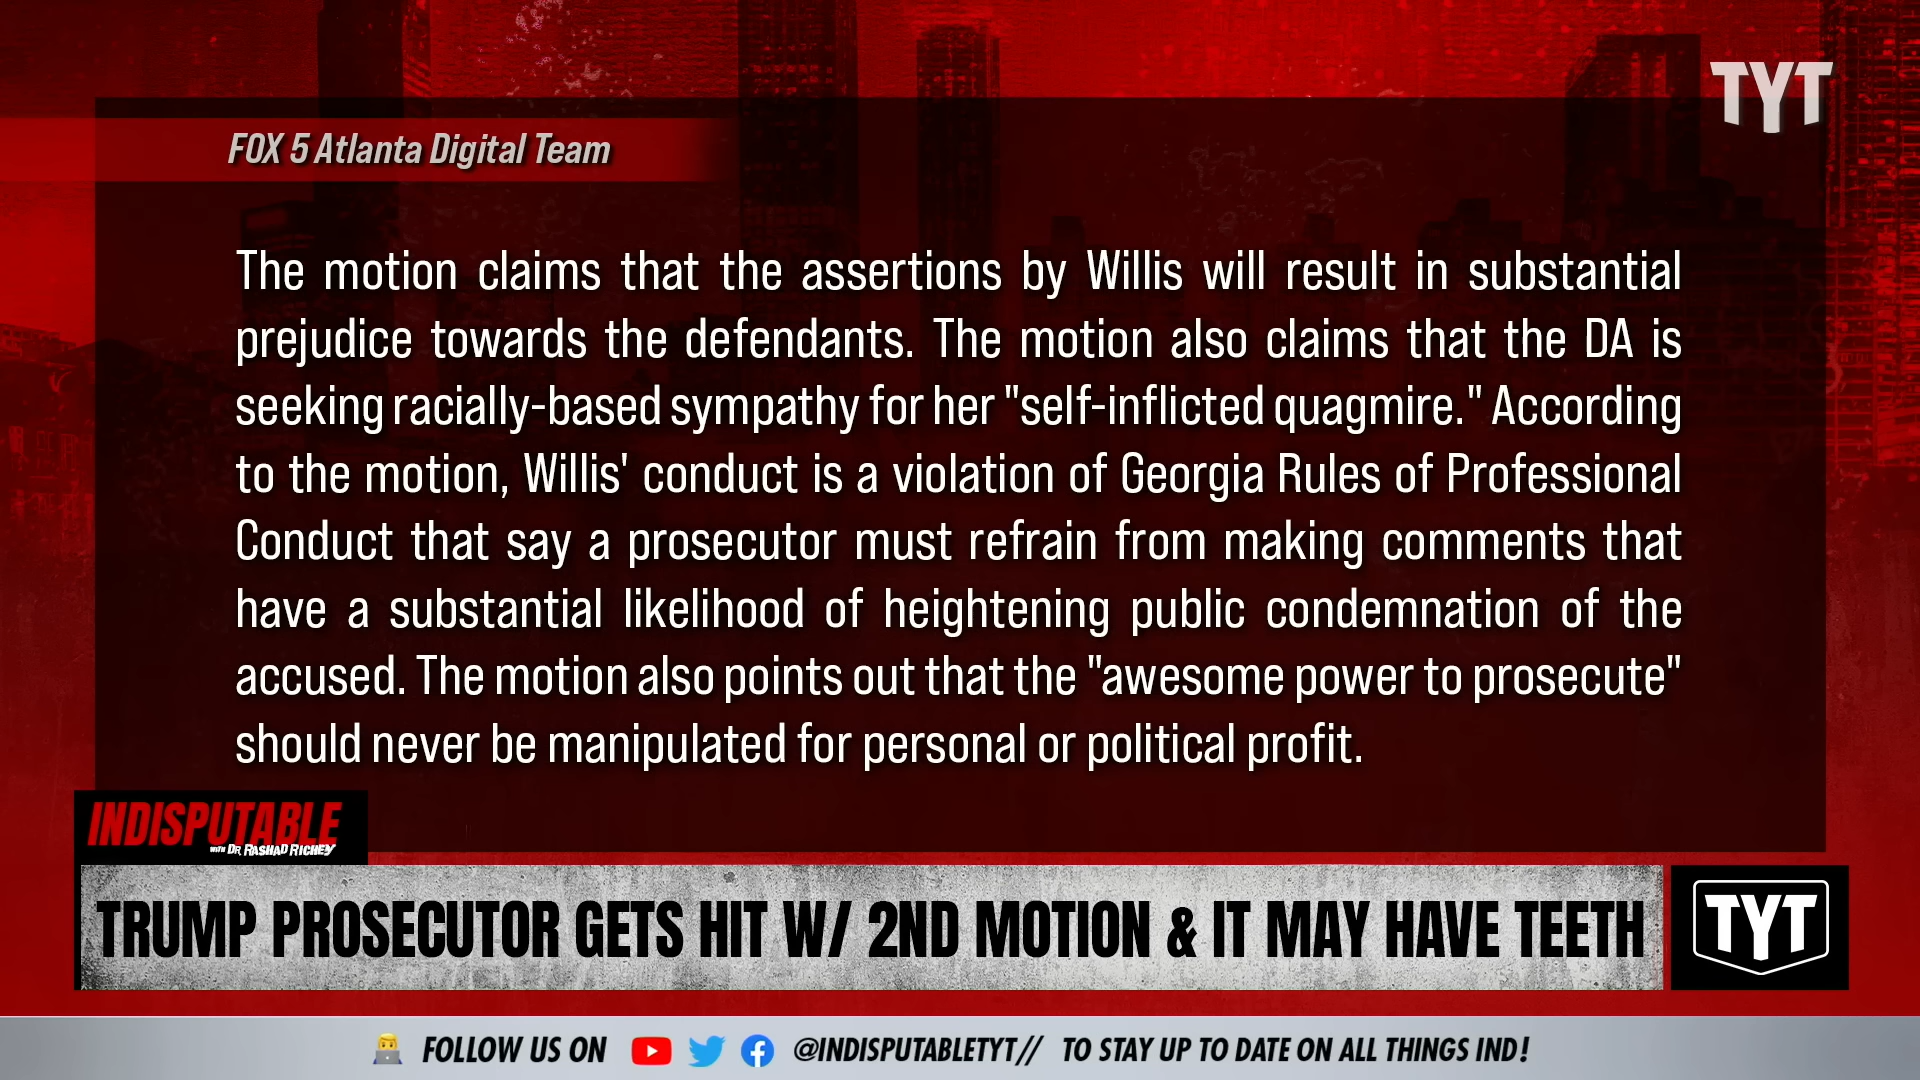 TYT
FOX 5 Atlanta Digital Team
The motion claims that the assertions by Willis will result in substantial
prejudice towards the defendants. The motion also claims that the DA is
seeking racially-based sympathy for her "self-inflicted quagmire." According
to the motion, Willis' conduct is a violation of Georgia Rules of Professional
Conduct that say a prosecutor must refrain from making comments that
have a substantial likelihood of heightening public condemnation of the
accused. The motion also points out that the "awesome power to prosecute"
should never be manipulated for personal or political profit.
INDISPUTABLE
WITH DR RASHAD RICHEY
TRUMP PROSECUTOR GETS HIT W/ 2ND MOTION & IT MAY HAVE TEETH
TYT
FOLLOW US ON @INDISPUTABLETYT// TO STAY UP TO DATE ON ALL THINGS IND!